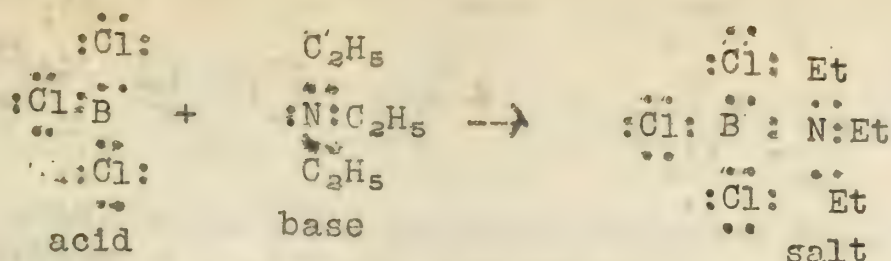 :Cl: C₂H₅ :Cl: Et
:Cl:B + :N:C₂H₅ → :Cl: B : N:Et
:Cl: C₂H₅ :Cl: Et
acid base salt